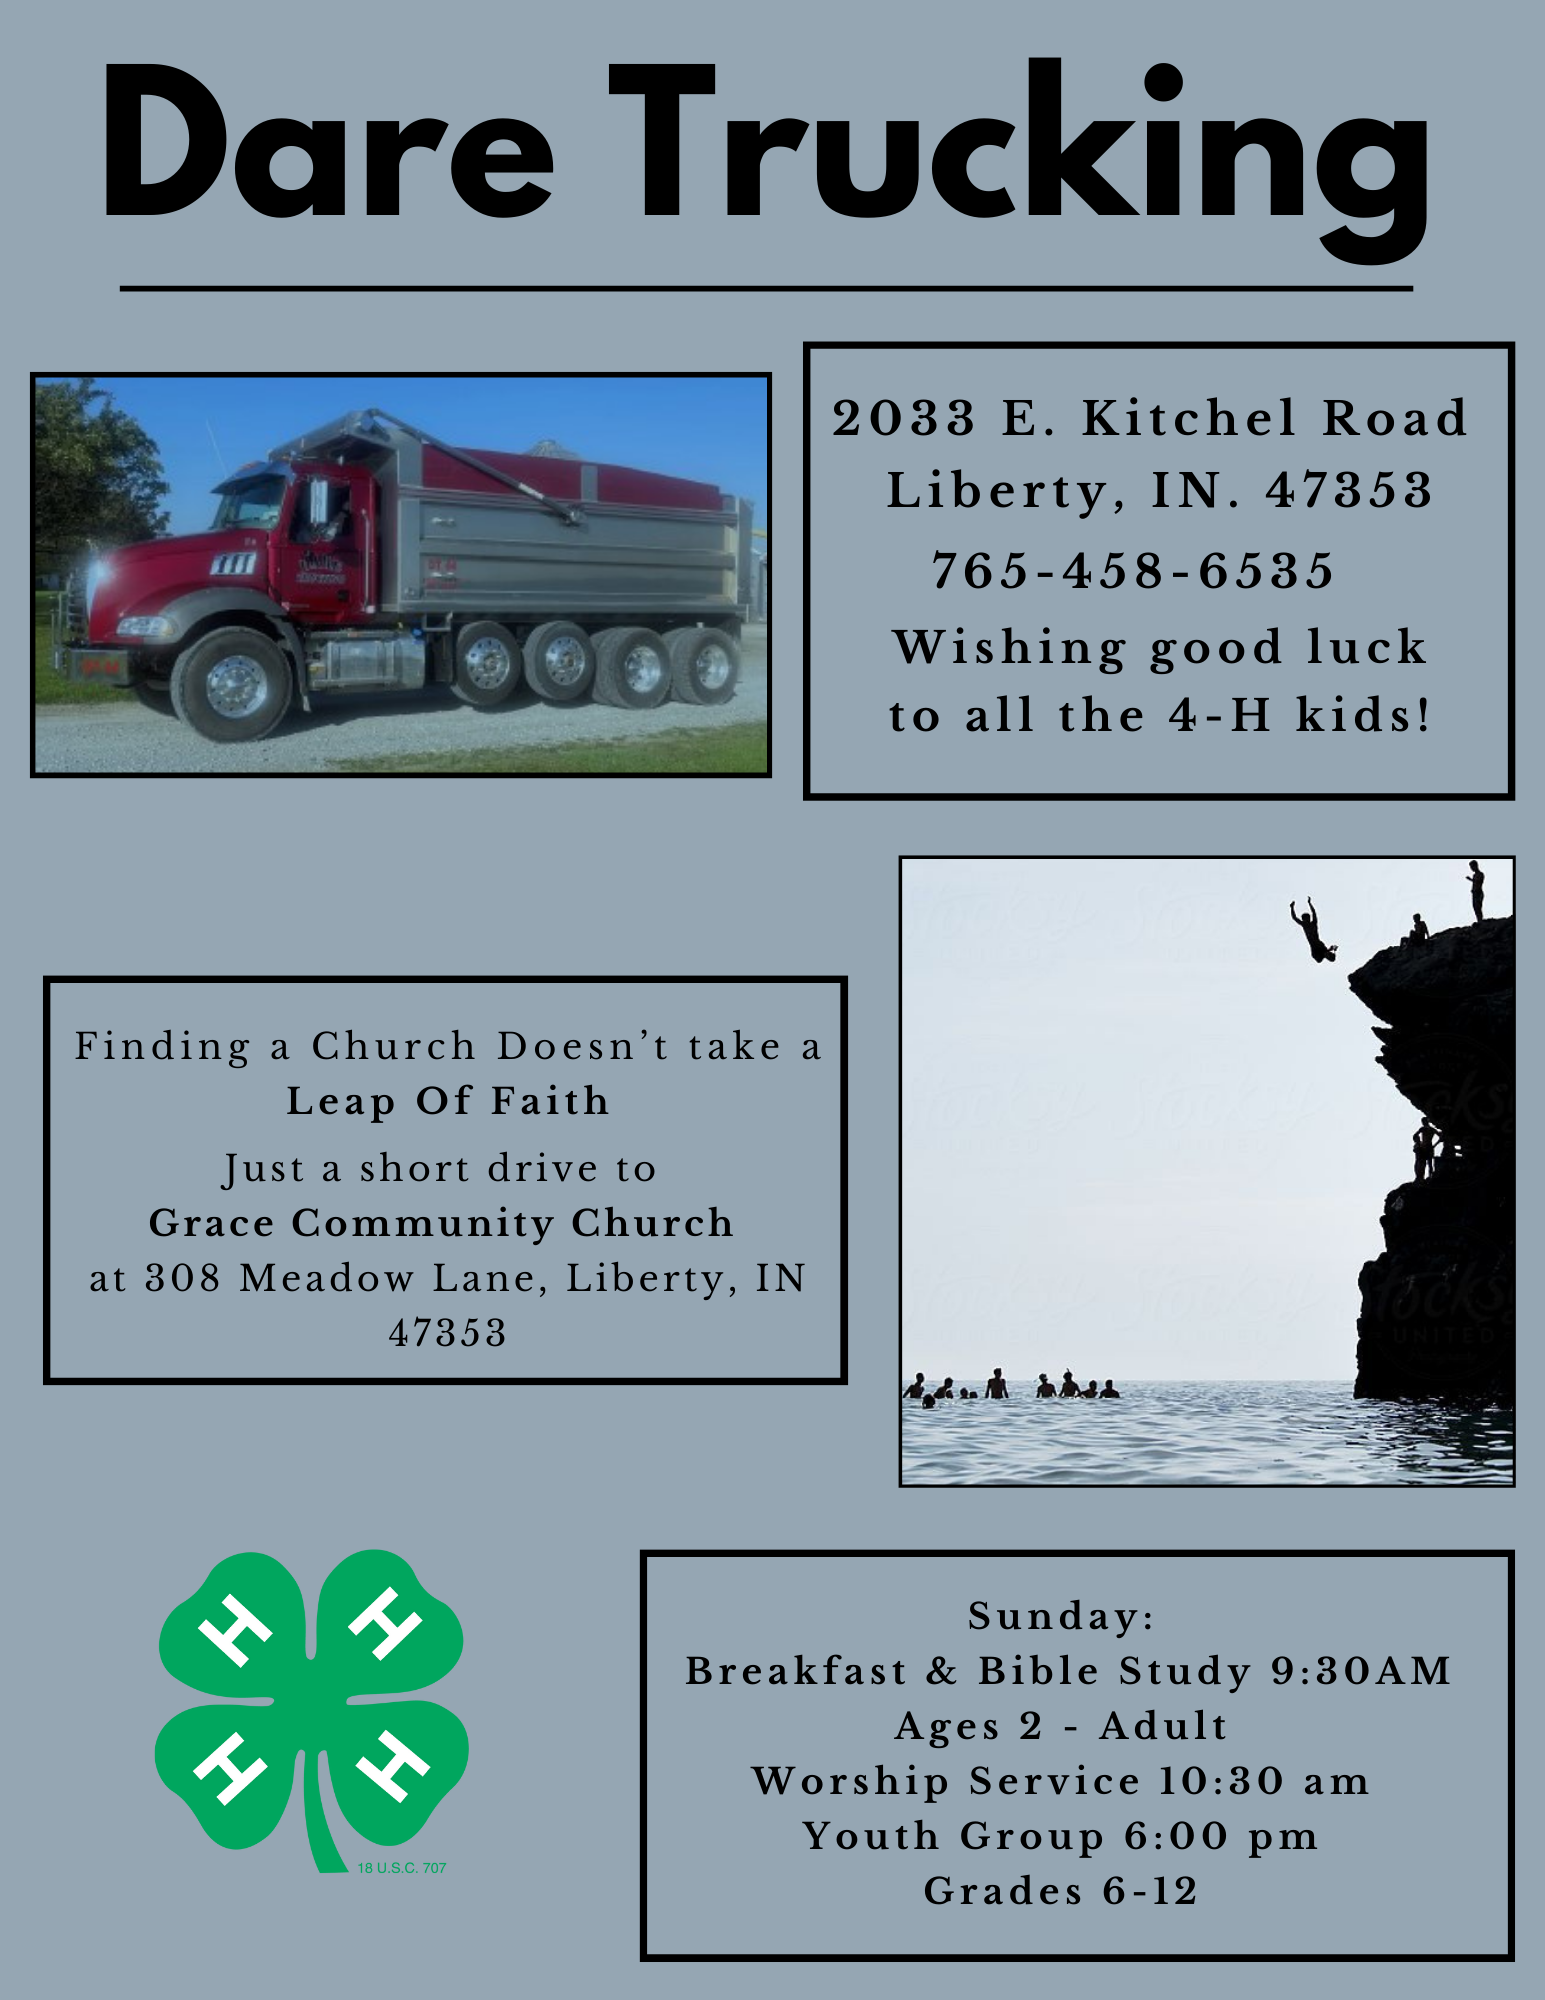 Dare Trucking
2033 E. Kitchel Road
Liberty, IN. 47353
765-458-6535
Wishing good luck
to all the 4-H kids!
Finding a Church Doesn’t take a
Leap Of Faith
Just a short drive to
Grace Community Church
at 308 Meadow Lane, Liberty, IN
47353
H H
H H
18 U.S.C. 707
Sunday:
Breakfast & Bible Study 9:30AM
Ages 2 - Adult
Worship Service 10:30 am
Youth Group 6:00 pm
Grades 6-12